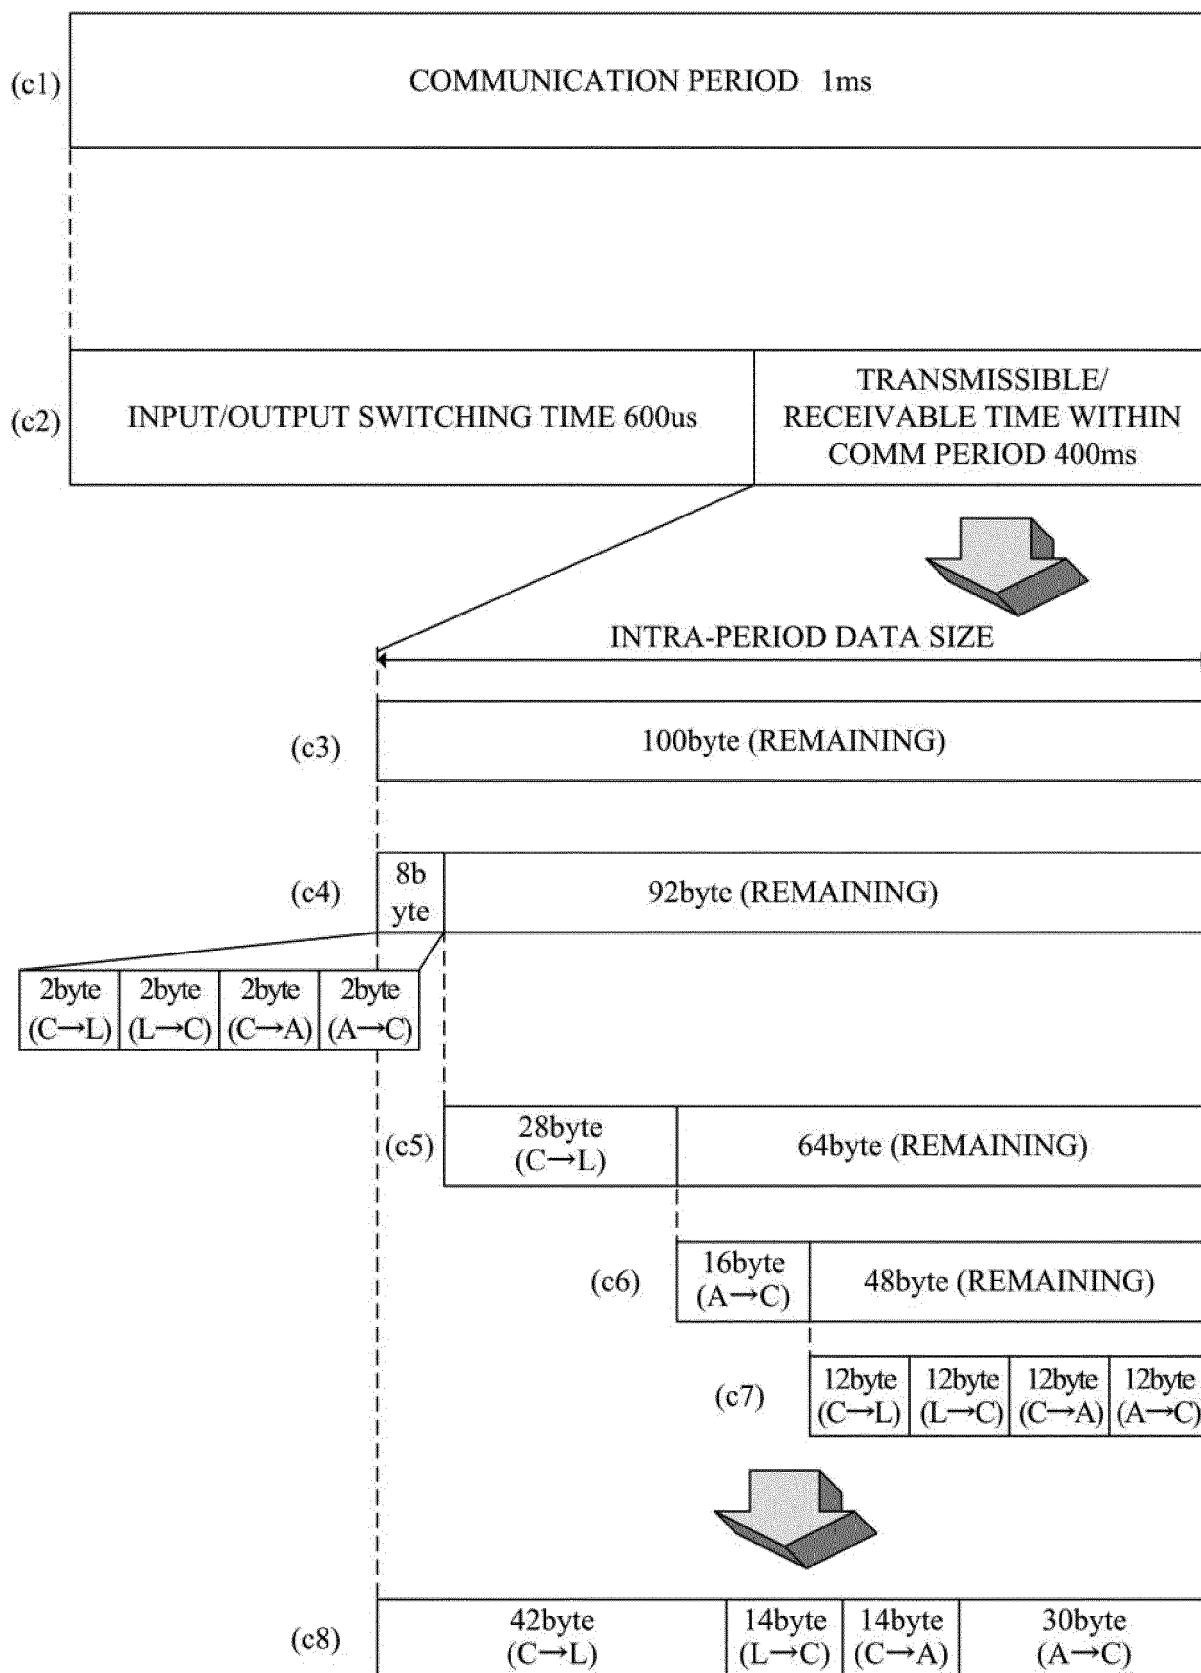 (c1)
COMMUNICATION PERIOD 1ms
(c2)
INPUT/OUTPUT SWITCHING TIME 600us
TRANSMISSIBLE/
RECEIVABLE TIME WITHIN
COMM PERIOD 400ms
INTRA-PERIOD DATA SIZE
(c3)
100byte (REMAINING)
(c4)
8b
yte
92byte (REMAINING)
2byte
(C→L)
2byte
(L→C)
2byte
(C→A)
2byte
(A→C)
(c5)
28byte
(C→L)
64byte (REMAINING)
(c6)
16byte
(A→C)
48byte (REMAINING)
(c7)
12byte
(C→L)
12byte
(L→C)
12byte
(C→A)
12byte
(A→C)
(c8)
42byte
(C→L)
14byte
(L→C)
14byte
(C→A)
30byte
(A→C)